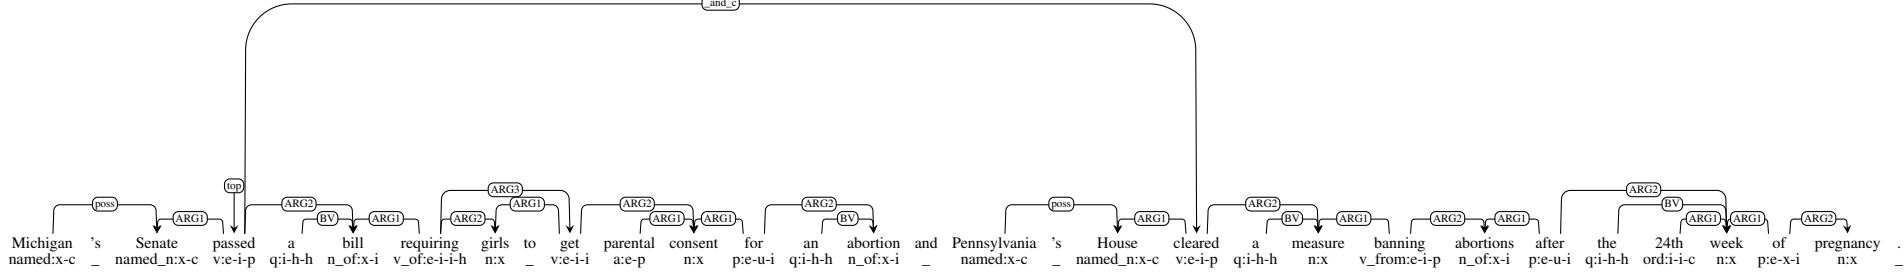 _and_c
top
ARG3
poss ARG2 ARG2 ARG1 ARG2 ARG2 poss ARG2 ARG2 BV
ARG1 BV ARG1 ARG2 ARG1 ARG1 BV ARG1 BV ARG1 ARG2 ARG1 ARG1 ARG1 ARG2
Michigan 's Senate passed a bill requiring girls to get parental consent for an abortion and Pennsylvania 's House cleared a measure banning abortions after the 24th week of pregnancy .
named:x-c _ named_n:x-c v:e-i-p q:i-h-h n_of:x-i v_of:e-i-i-h n:x _ v:e-i-i a:e-p n:x p:e-u-i q:i-h-h n_of:x-i _ named:x-c _ named_n:x-c v:e-i-p q:i-h-h n:x v_from:e-i-p n_of:x-i p:e-u-i q:i-h-h ord:i-i-c n:x p:e-x-i n:x _